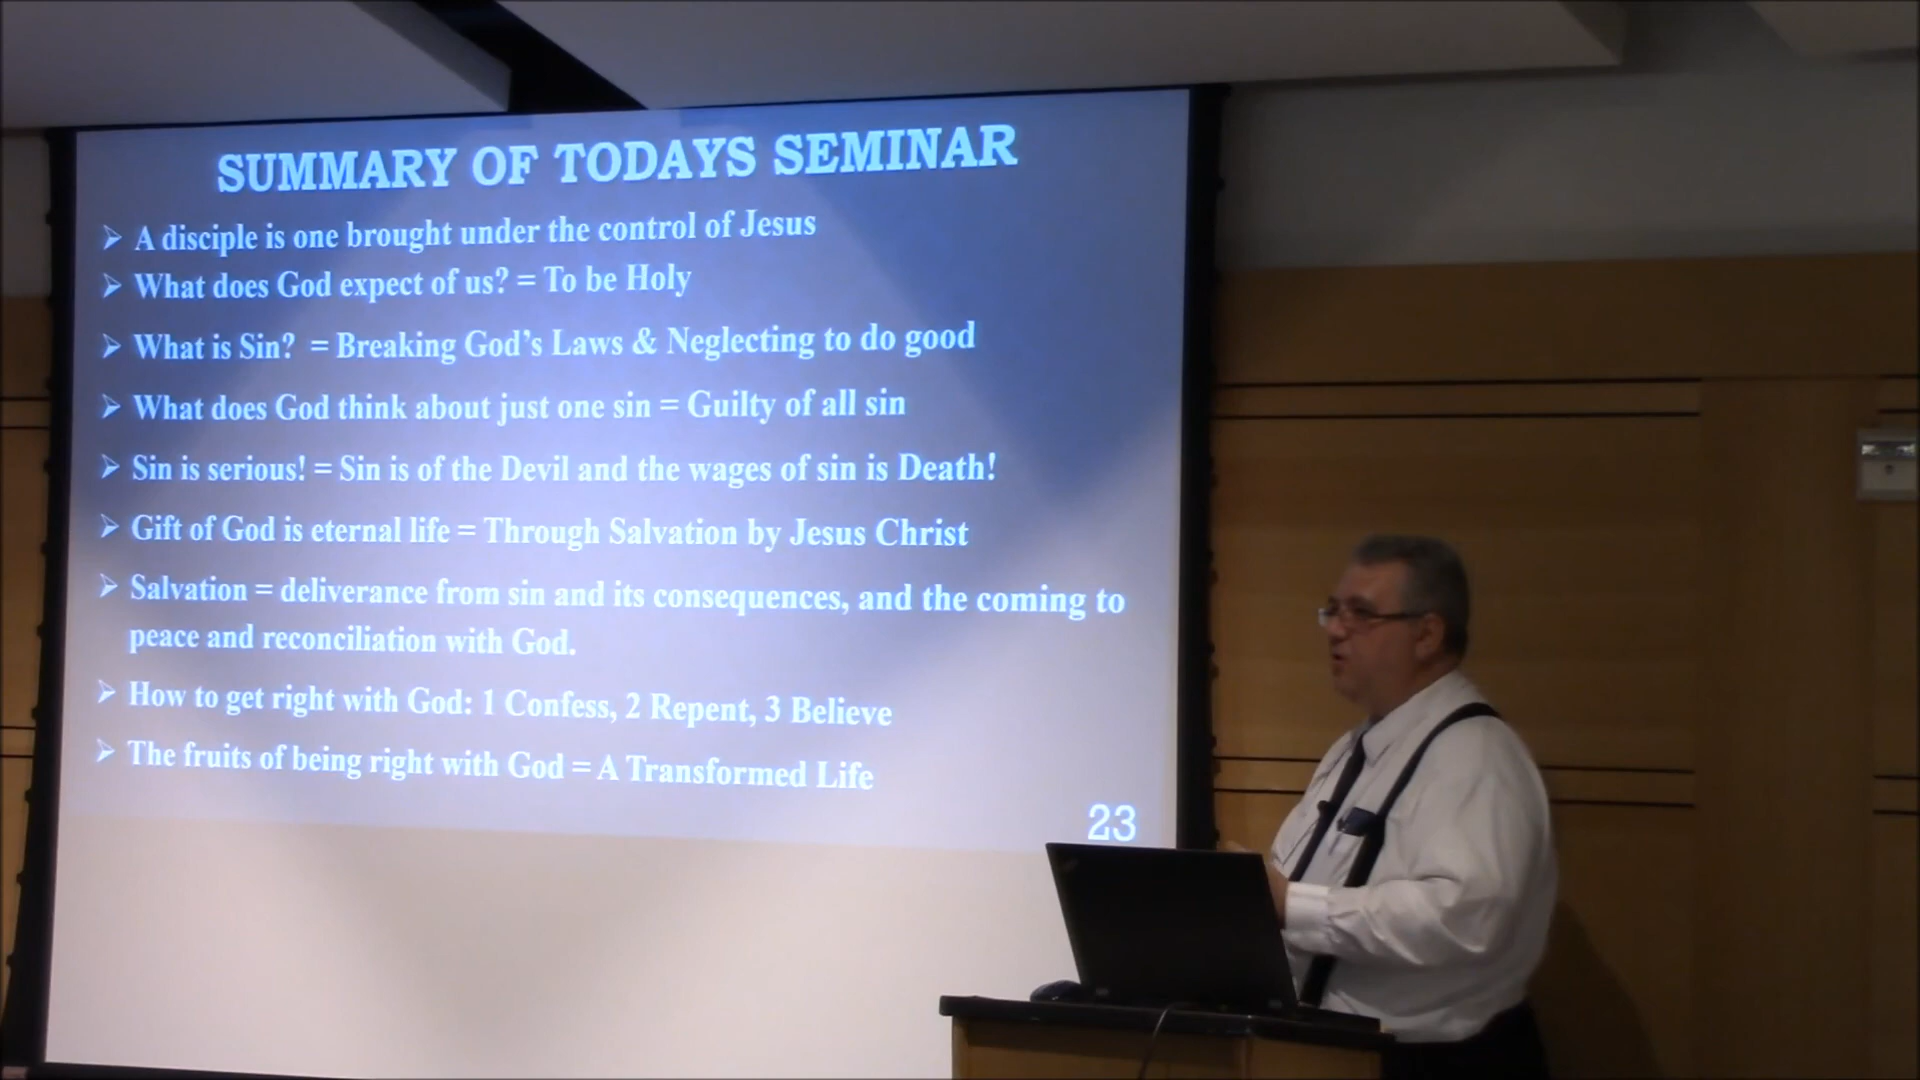 SUMMARY OF TODAYS SEMINAR
➢ A disciple is one brought under the control of Jesus
➢ What does God expect of us? = To be Holy
➢ What is Sin? = Breaking God's Laws & Neglecting to do good
➢ What does God think about just one sin = Guilty of all sin
➢ Sin is serious! = Sin is of the Devil and the wages of sin is Death!
➢ Gift of God is eternal life = Through Salvation by Jesus Christ
➢ Salvation = deliverance from sin and its consequences, and the coming to
peace and reconciliation with God.
➢ How to get right with God: 1 Confess, 2 Repent, 3 Believe
➢ The fruits of being right with God = A Transformed Life
23